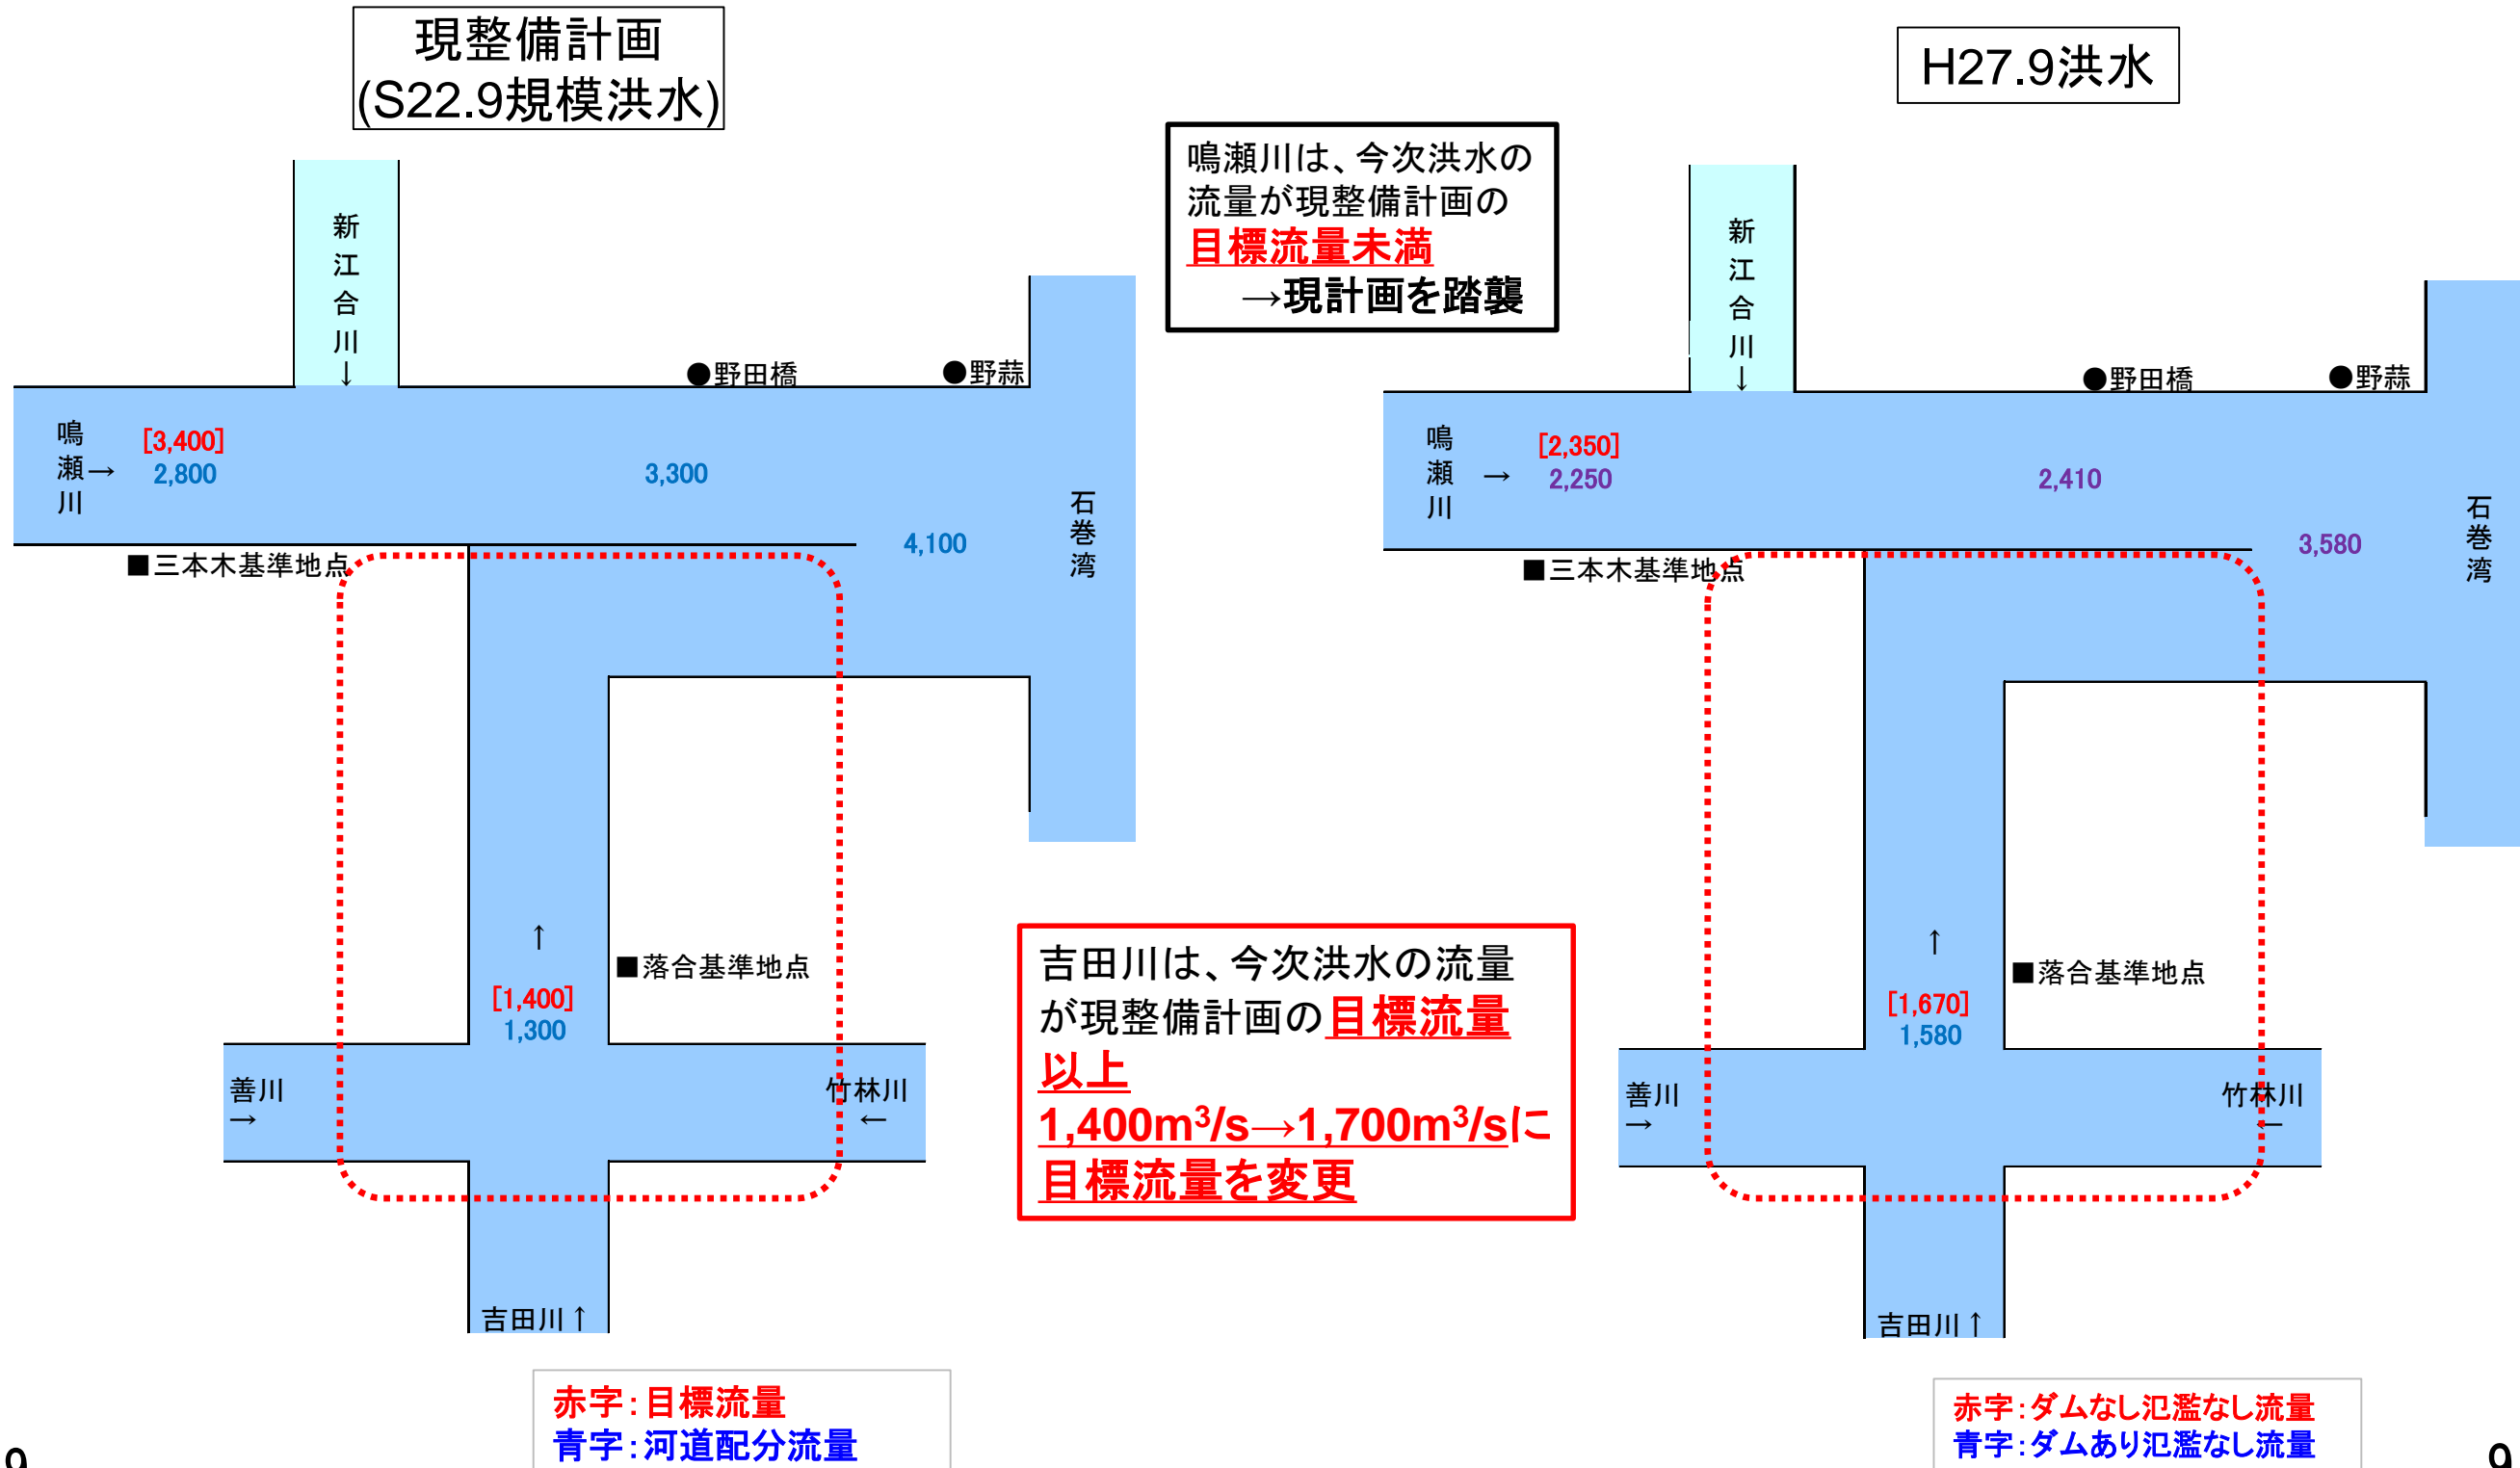 現整備計画
(S22.9規模洪水)
新江合川↓
●野田橋
●野蒜
鳴瀬川→
[3,400]
2,800
3,300
4,100
石巻湾
■三本木基準地点
↑
■落合基準地点
[1,400]
1,300
善川
→
竹林川
←
吉田川↑
赤字：目標流量
青字：河道配分流量
鳴瀬川は、今次洪水の
流量が現整備計画の
目標流量未満
→現計画を踏襲
吉田川は、今次洪水の流量
が現整備計画の目標流量
以上
1,400m³/s→1,700m³/sに
目標流量を変更
H27.9洪水
新江合川↓
●野田橋
●野蒜
鳴瀬川→
[2,350]
2,250
2,410
3,580
石巻湾
■三本木基準地点
↑
■落合基準地点
[1,670]
1,580
善川
→
竹林川
←
吉田川↑
赤字：ダムなし氾濫なし流量
青字：ダムあり氾濫なし流量
9
9